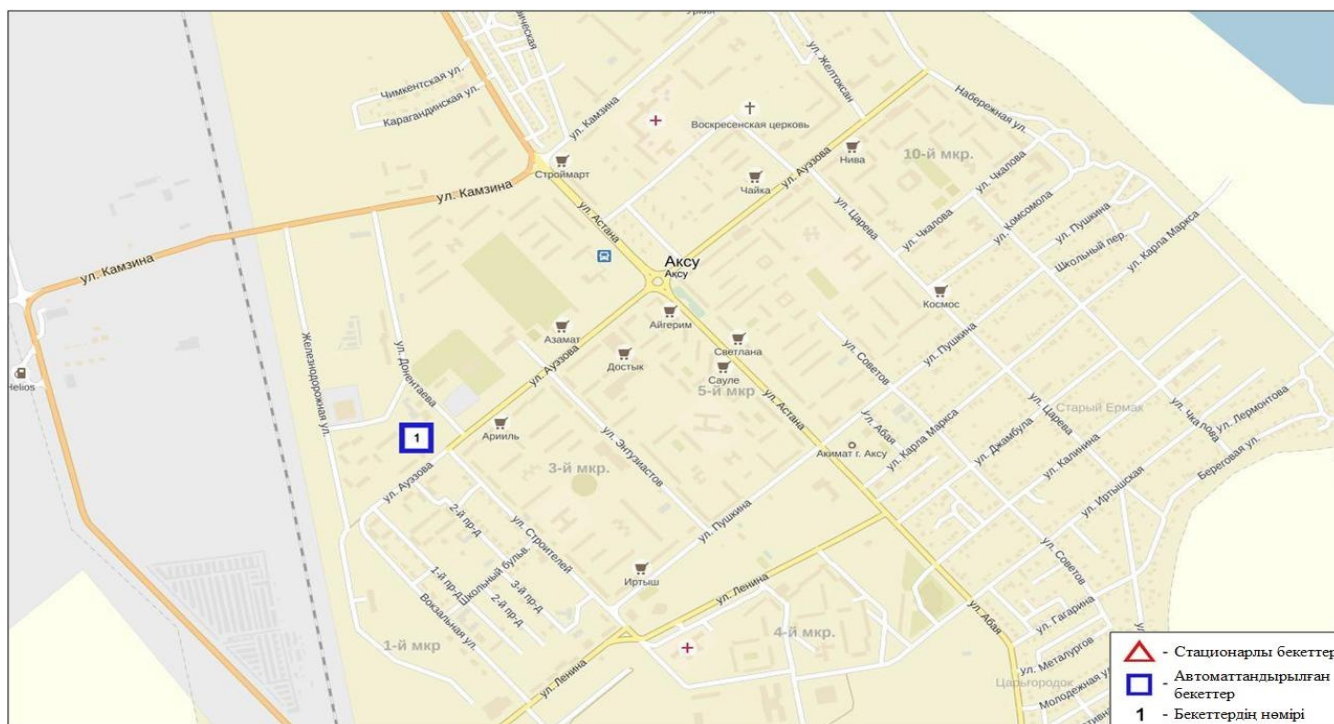 Чимкентская ул.
Карагандинская ул.
ул. Камзина
Воскресенская церковь
ул. Желтоксан
Набережная ул.
Строймарт
Нива
Чайка
ул. Ауэзова
10-й мкр.
ул. Чкалова
ул. Камзина
ул. Камзина
ул. Астана
ул. Царева
ул. Чкалова
ул. Комсомола
ул. Пушкина
Школьный пер.
ул. Карла Маркса
Аксу
Аксу
Космос
Helios
Железнодорожная ул.
ул. Донентаева
Азамат
Айгерим
Достык
Светлана
Сауле
5-й мкр
ул. Ауэзова
ул. Астана
ул. Советов
ул. Пушкина
Старый Ермак
ул. Царева
ул. Чкалова
ул. Лермонтова
1
Арииль
ул. Абая
Акимат г. Аксу
ул. Карла Маркса
ул. Джамбула
ул. Калинина
ул. Иртышская
Береговая ул.
3-й мкр.
ул. Энтузиастов
ул. Ауэзова
2-й пр-д
ул. Строителей
ул. Пушкина
Школьный бульв.
1-й пр-д
2-й пр-д
3-й пр-д
Вокзальная ул.
Иртыш
ул. Ленина
ул. Советов
ул. Гагарина
ул. Абая
1-й мкр
4-й мкр.
ул. Ленина
ул. Металургов
Царьгородок
Молодежная ул.
- Стационарлы бекеттер
- Автоматтандырылған
бекеттер
1 - Бекеттердің нөмірі